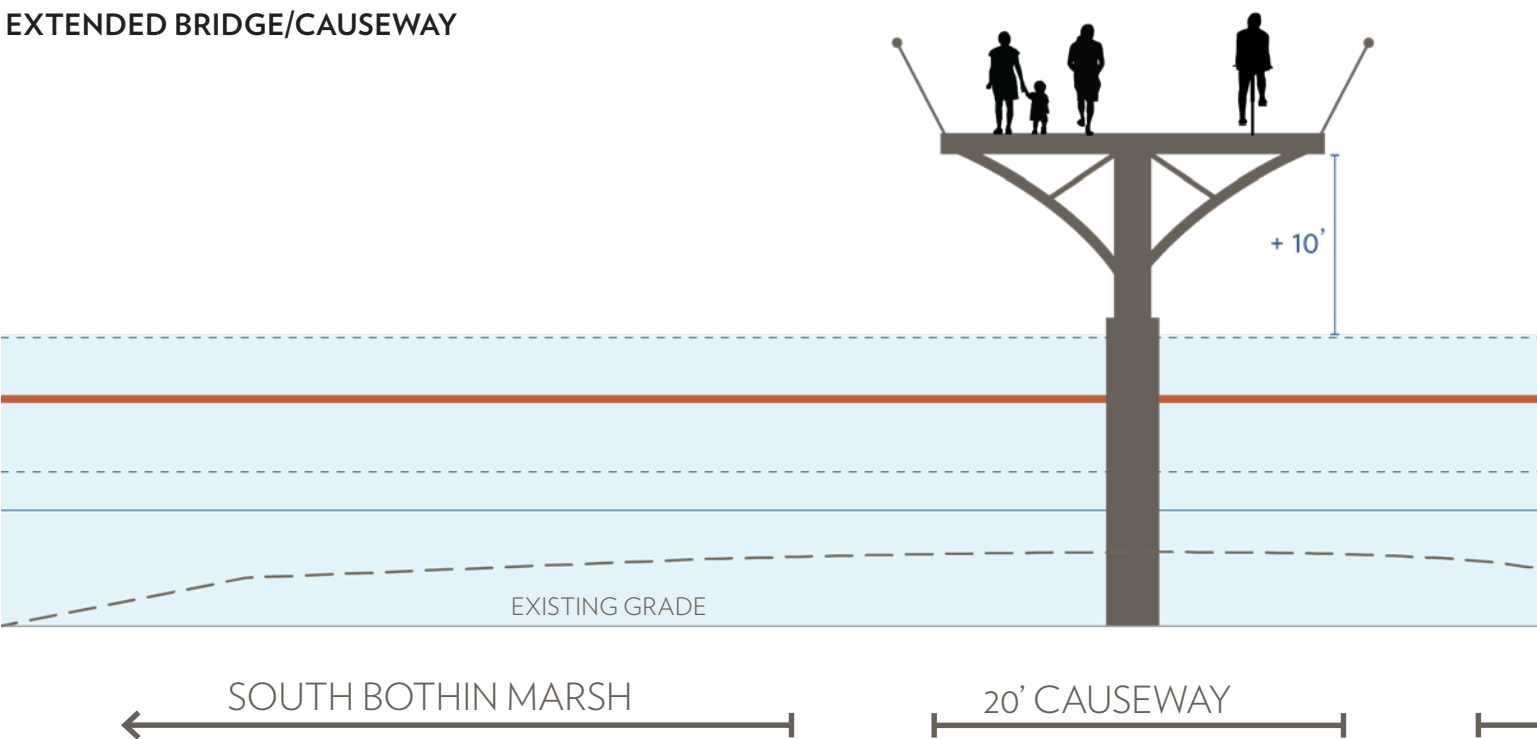 EXTENDED BRIDGE/CAUSEWAY
+ 10’
EXISTING GRADE
SOUTH BOTHIN MARSH
20’ CAUSEWAY